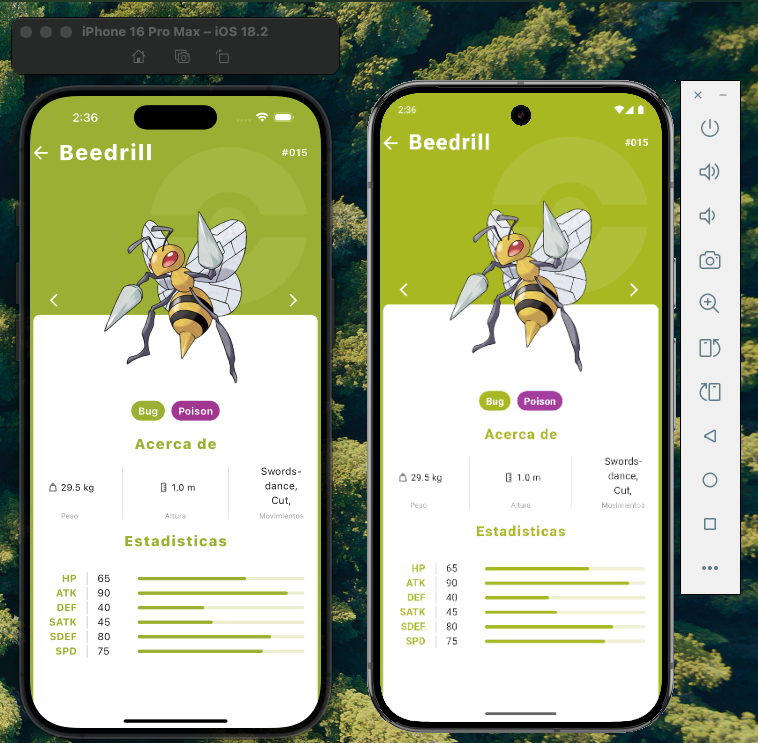 iPhone 16 Pro Max – iOS 18.2
2:36
Beedrill
#015
Bug
Poison
Acerca de
29.5 kg
1.0 m
Swords-
dance,
Cut,
Peso
Altura
Movimientos
Estadisticas
HP 65
ATK 90
DEF 40
SATK 45
SDEF 80
SPD 75
2:36
Beedrill
#015
Bug
Poison
Acerca de
29.5 kg
1.0 m
Swords-
dance,
Cut,
Peso
Altura
Movimientos
Estadisticas
HP 65
ATK 90
DEF 40
SATK 45
SDEF 80
SPD 75